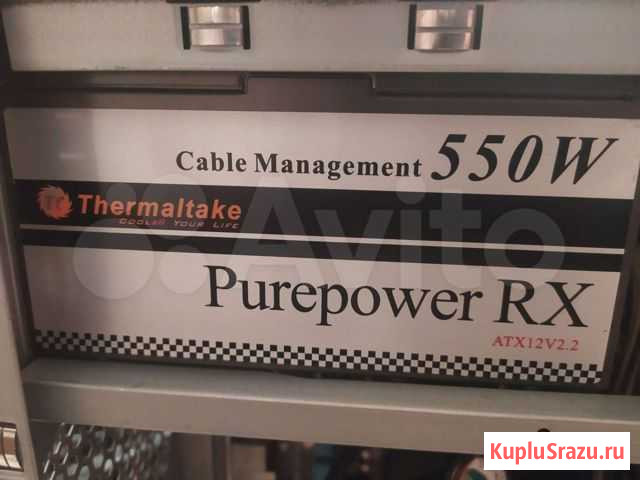 Cable Management 550W
Thermaltake
COOLER YOUR LIFE
Purepower RX
ATX12V2.2
Avito
KupluSrazu.ru